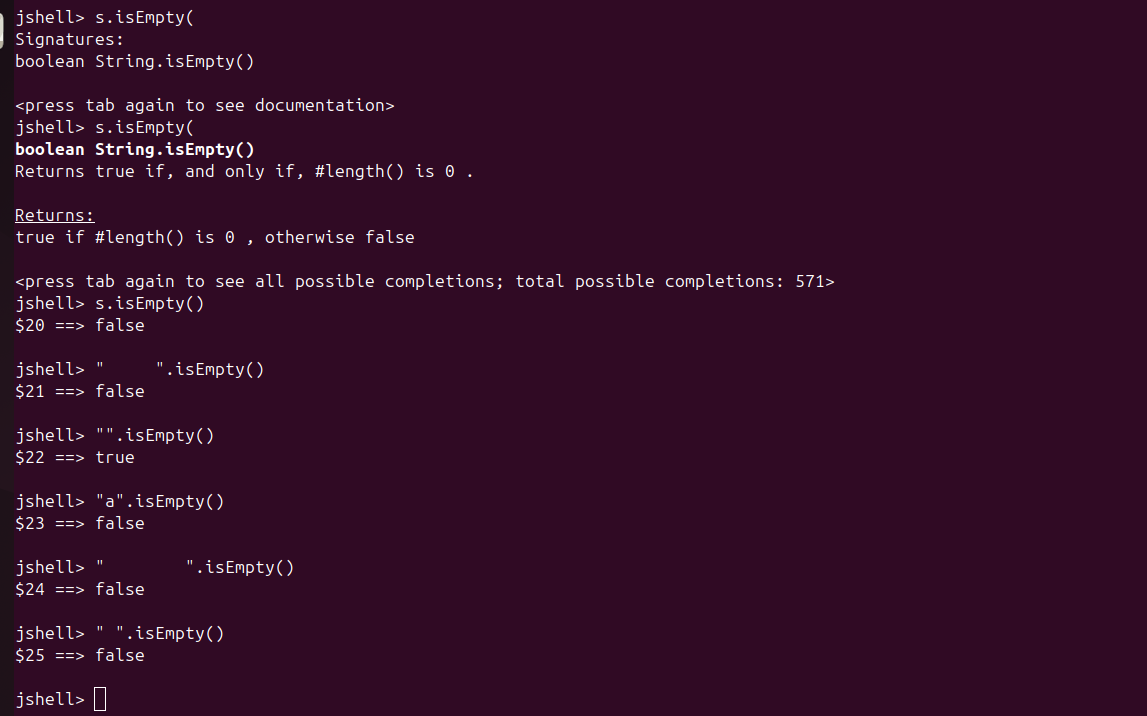 jshell> s.isEmpty(
Signatures:
boolean String.isEmpty()

<press tab again to see documentation>
jshell> s.isEmpty(
boolean String.isEmpty()
Returns true if, and only if, #length() is 0 .

Returns:
true if #length() is 0 , otherwise false

<press tab again to see all possible completions; total possible completions: 571>
jshell> s.isEmpty()
$20 ==> false

jshell> "     ".isEmpty()
$21 ==> false

jshell> "".isEmpty()
$22 ==> true

jshell> "a".isEmpty()
$23 ==> false

jshell> "        ".isEmpty()
$24 ==> false

jshell> " ".isEmpty()
$25 ==> false

jshell>